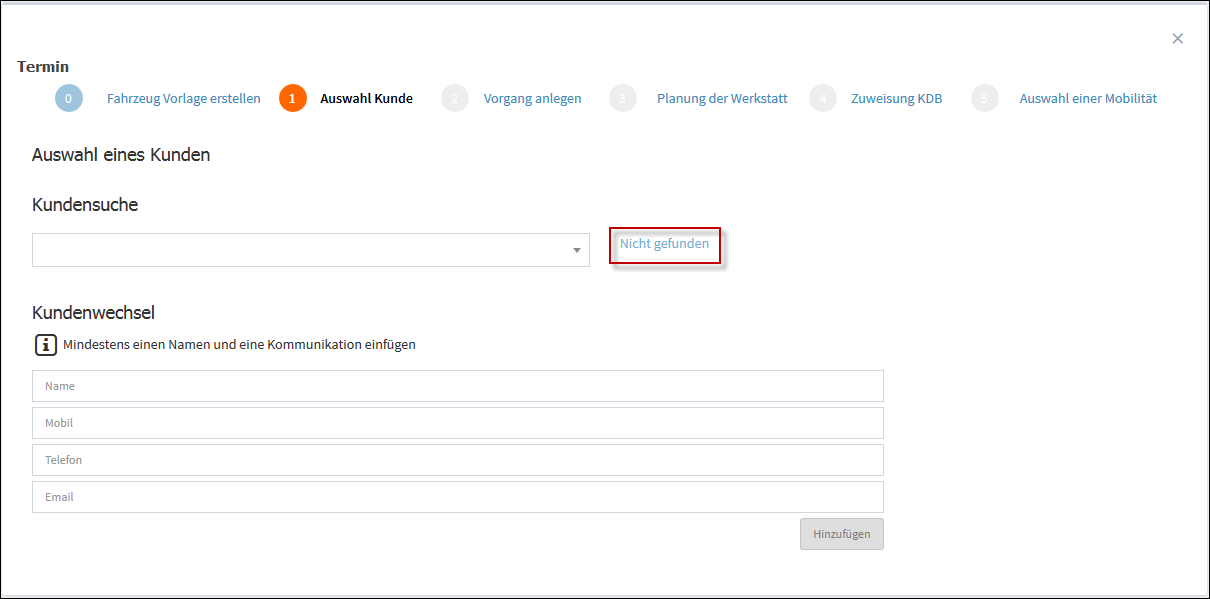 Termin
0 Fahrzeug Vorlage erstellen 1 Auswahl Kunde 2 Vorgang anlegen 3 Planung der Werkstatt 4 Zuweisung KDB 5 Auswahl einer Mobilität
Auswahl eines Kunden
Kundensuche
Nicht gefunden
Kundenwechsel
Mindestens einen Namen und eine Kommunikation einfügen
Name
Mobil
Telefon
Email
Hinzufügen